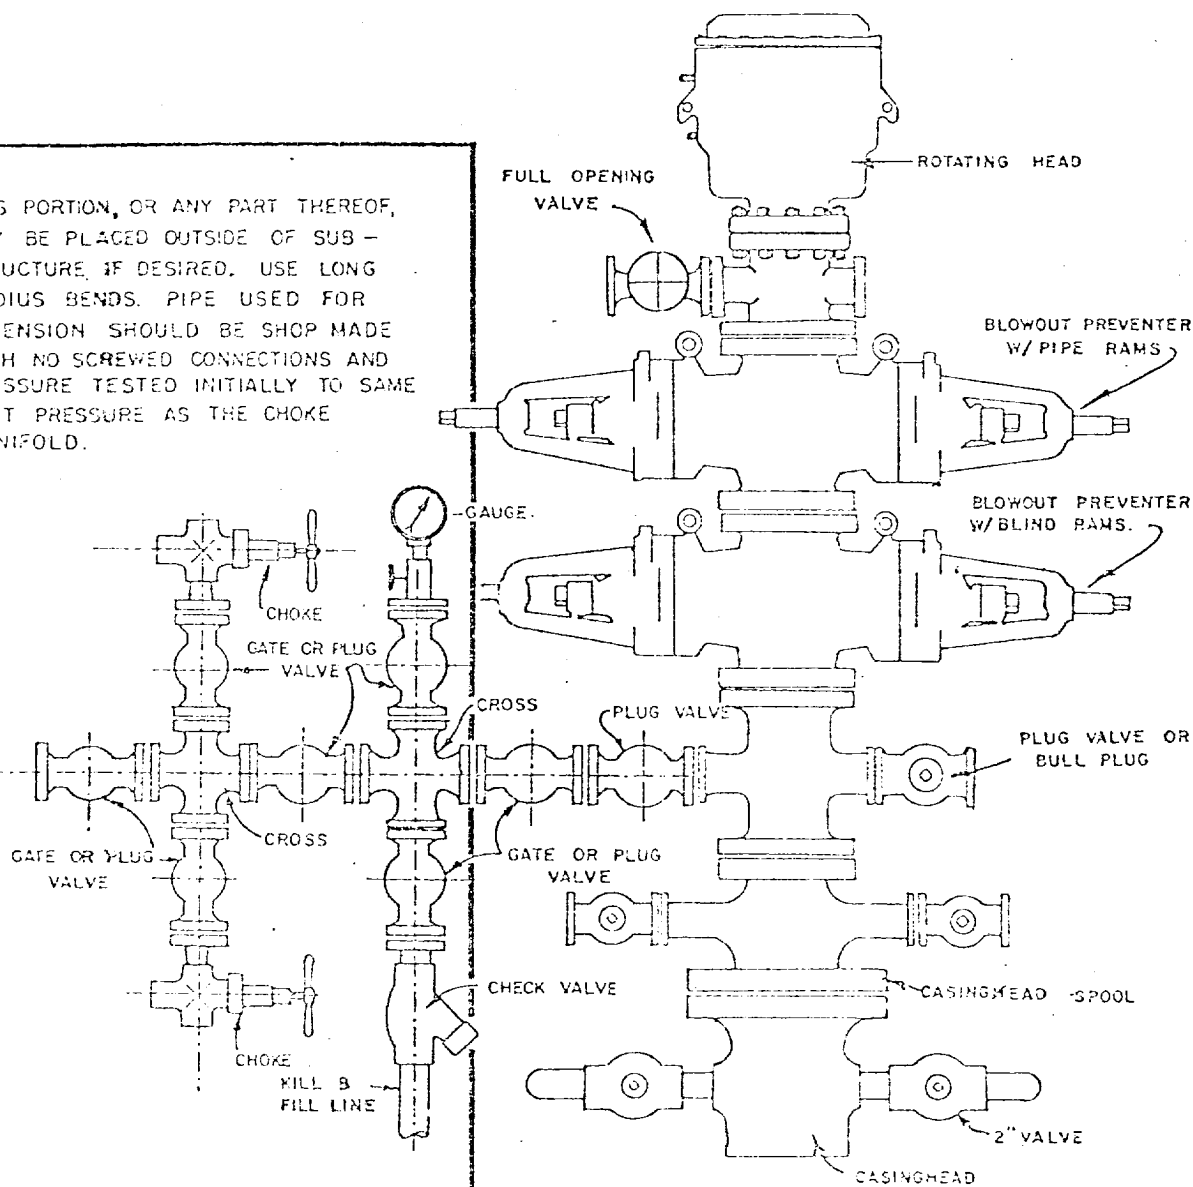 S PORTION, OR ANY PART THEREOF,
BE PLACED OUTSIDE OF SUB-
UCTURE IF DESIRED. USE LONG
DIUS BENDS. PIPE USED FOR
ENSION SHOULD BE SHOP MADE
H NO SCREWED CONNECTIONS AND
SSURE TESTED INITIALLY TO SAME
T PRESSURE AS THE CHOKE
NIFOLD.
FULL OPENING
VALVE
ROTATING HEAD
BLOWOUT PREVENTER
W/PIPE RAMS
BLOWOUT PREVENTER
W/BLIND RAMS.
GAUGE.
CHOKE
GATE OR PLUG
VALVE
CROSS
PLUG VALVE
PLUG VALVE OR
BULL PLUG
CROSS
GATE OR PLUG
VALVE
GATE OR PLUG
VALVE
CHECK VALVE
CASINGHEAD SPOOL
CHOKE
KILL &
FILL LINE
2" VALVE
CASINGHEAD